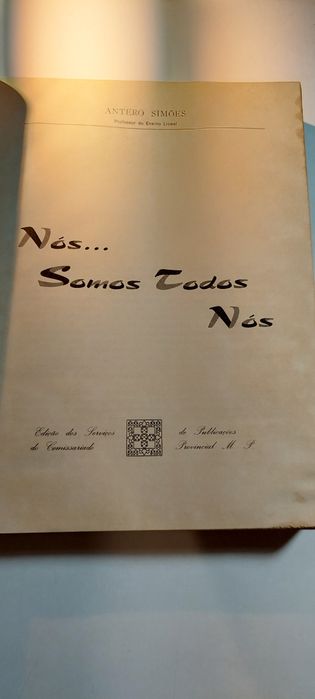 ANTERO SIMÕES
Professor do Ensino Liceal
Nós...
Somos Todos
Nós
Edição dos Serviços de Publicações
do Comissariado Provincial M. P.